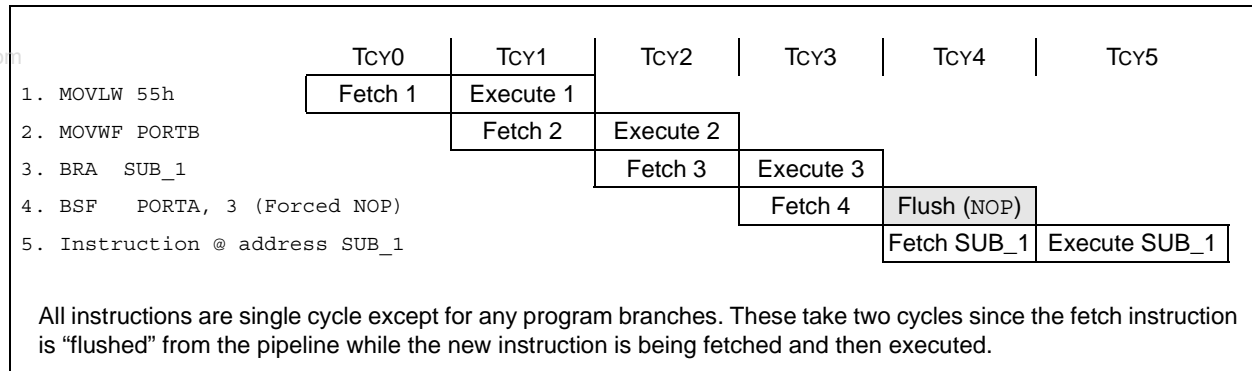 om
TCY0 TCY1 TCY2 TCY3 TCY4 TCY5
1. MOVLW 55h Fetch 1 Execute 1
2. MOVWF PORTB Fetch 2 Execute 2
3. BRA SUB_1 Fetch 3 Execute 3
4. BSF PORTA, 3 (Forced NOP) Fetch 4 Flush (NOP)
5. Instruction @ address SUB_1 Fetch SUB_1 Execute SUB_1
All instructions are single cycle except for any program branches. These take two cycles since the fetch instruction
is “flushed” from the pipeline while the new instruction is being fetched and then executed.